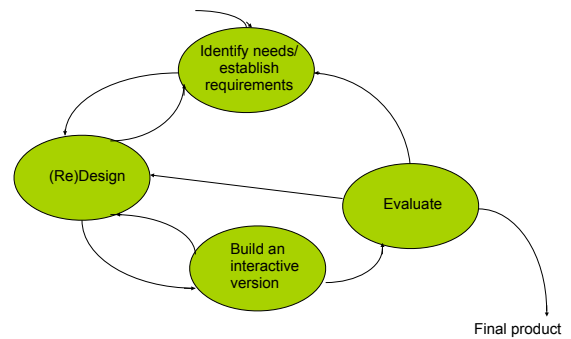 Identify needs/
establish
requirements
(Re)Design
Evaluate
Build an
interactive
version
Final product